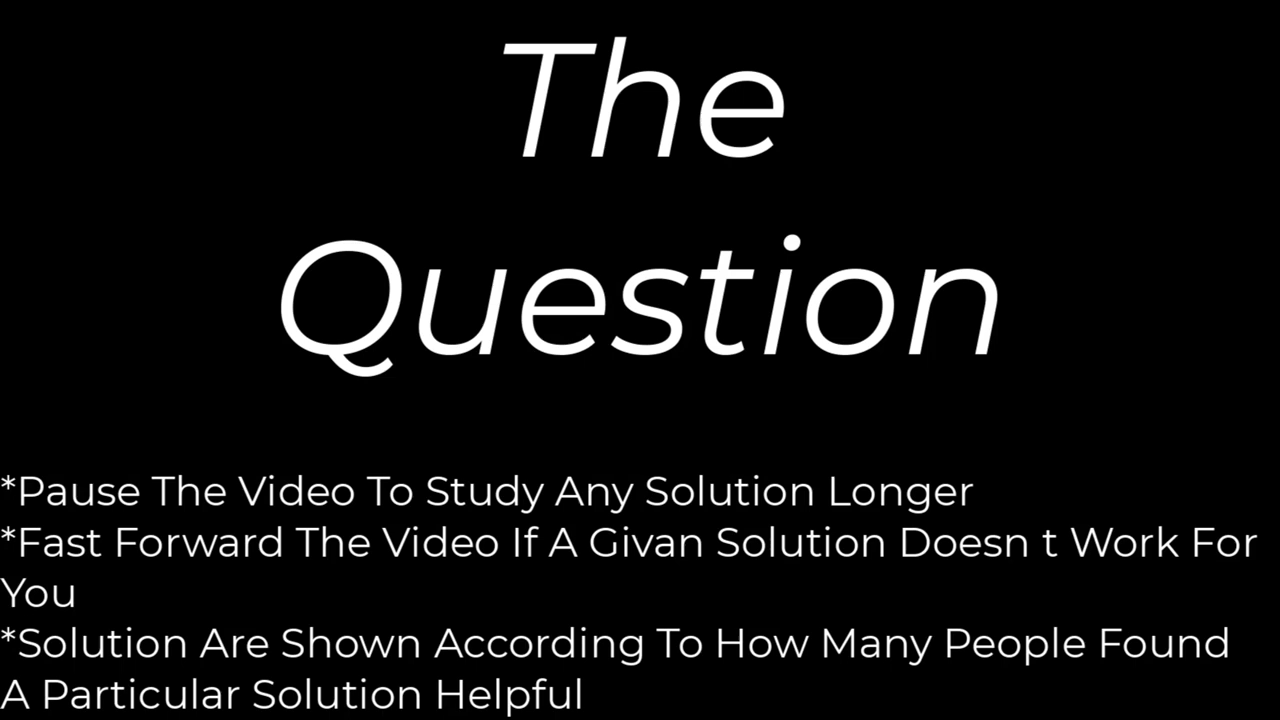 The
Question
*Pause The Video To Study Any Solution Longer
*Fast Forward The Video If A Givan Solution Doesn t Work For
You
*Solution Are Shown According To How Many People Found
A Particular Solution Helpful